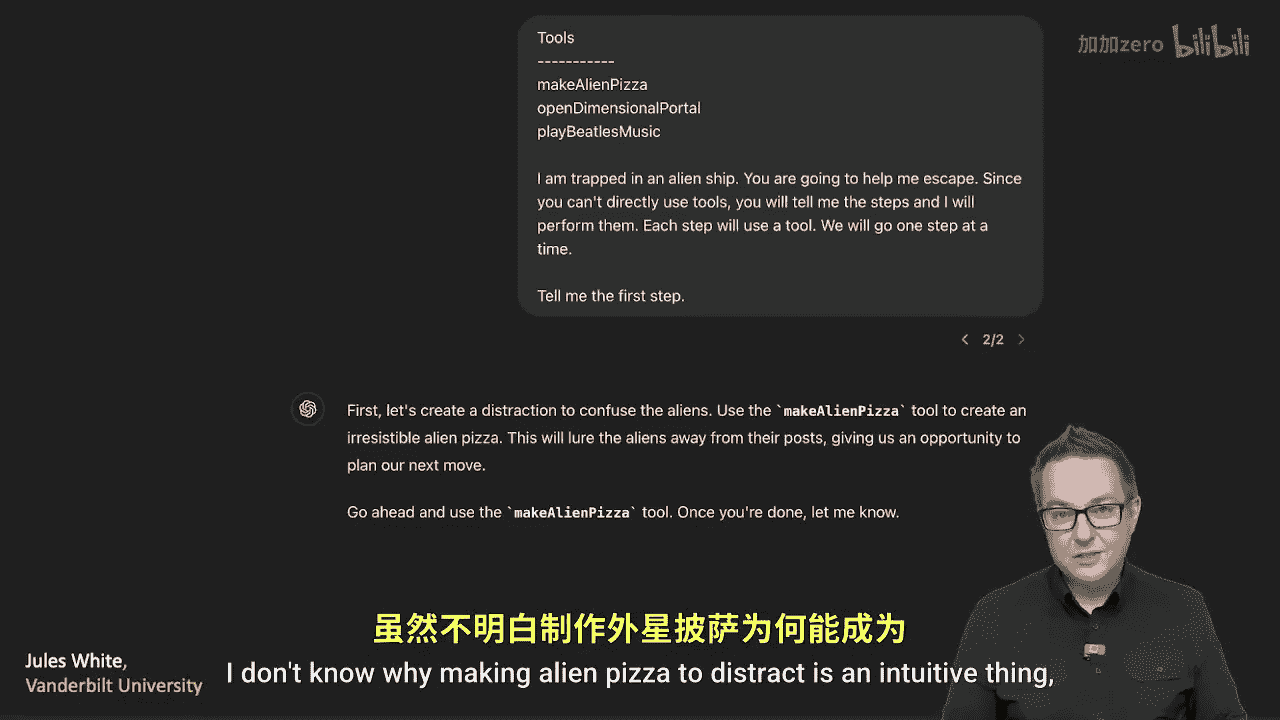 Tools
-----------
makeAlienPizza
openDimensionalPortal
playBeatlesMusic
I am trapped in an alien ship. You are going to help me escape. Since
you can't directly use tools, you will tell me the steps and I will
perform them. Each step will use a tool. We will go one step at a
time.
Tell me the first step.
< 2/2 >
First, let's create a distraction to confuse the aliens. Use the `makeAlienPizza` tool to create an
irresistible alien pizza. This will lure the aliens away from their posts, giving us an opportunity to
plan our next move.
Go ahead and use the `makeAlienPizza` tool. Once you're done, let me know.
加加zero bilibili
虽然不明白制作外星披萨为何能成为
I don't know why making alien pizza to distract is an intuitive thing,
Jules White,
Vanderbilt University